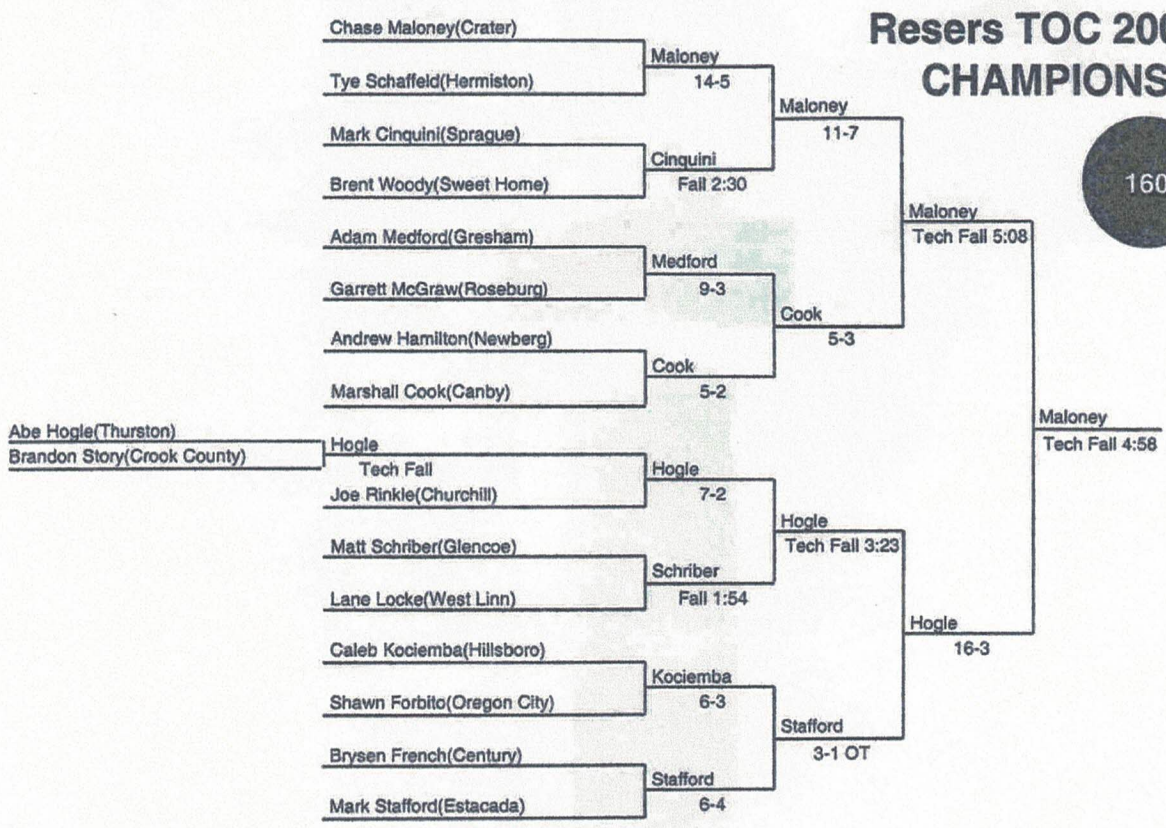 Resers TOC 200
CHAMPIONS
160
Chase Maloney(Crater)
Tye Schaffeld(Hermiston)
Mark Cinquini(Sprague)
Brent Woody(Sweet Home)
Adam Medford(Gresham)
Garrett McGraw(Roseburg)
Andrew Hamilton(Newberg)
Marshall Cook(Canby)
Abe Hogle(Thurston)
Brandon Story(Crook County)
Hogle
Tech Fall
Joe Rinkle(Churchill)
Matt Schriber(Glencoe)
Lane Locke(West Linn)
Caleb Kociemba(Hillsboro)
Shawn Forbito(Oregon City)
Brysen French(Century)
Mark Stafford(Estacada)
Maloney
14-5
Cinquini
Fall 2:30
Medford
9-3
Cook
5-2
Hogle
7-2
Schriber
Fall 1:54
Kociemba
6-3
Stafford
6-4
Maloney
11-7
Cook
5-3
Hogle
Tech Fall 3:23
Stafford
3-1 OT
Maloney
Tech Fall 5:08
Hogle
16-3
Maloney
Tech Fall 4:58